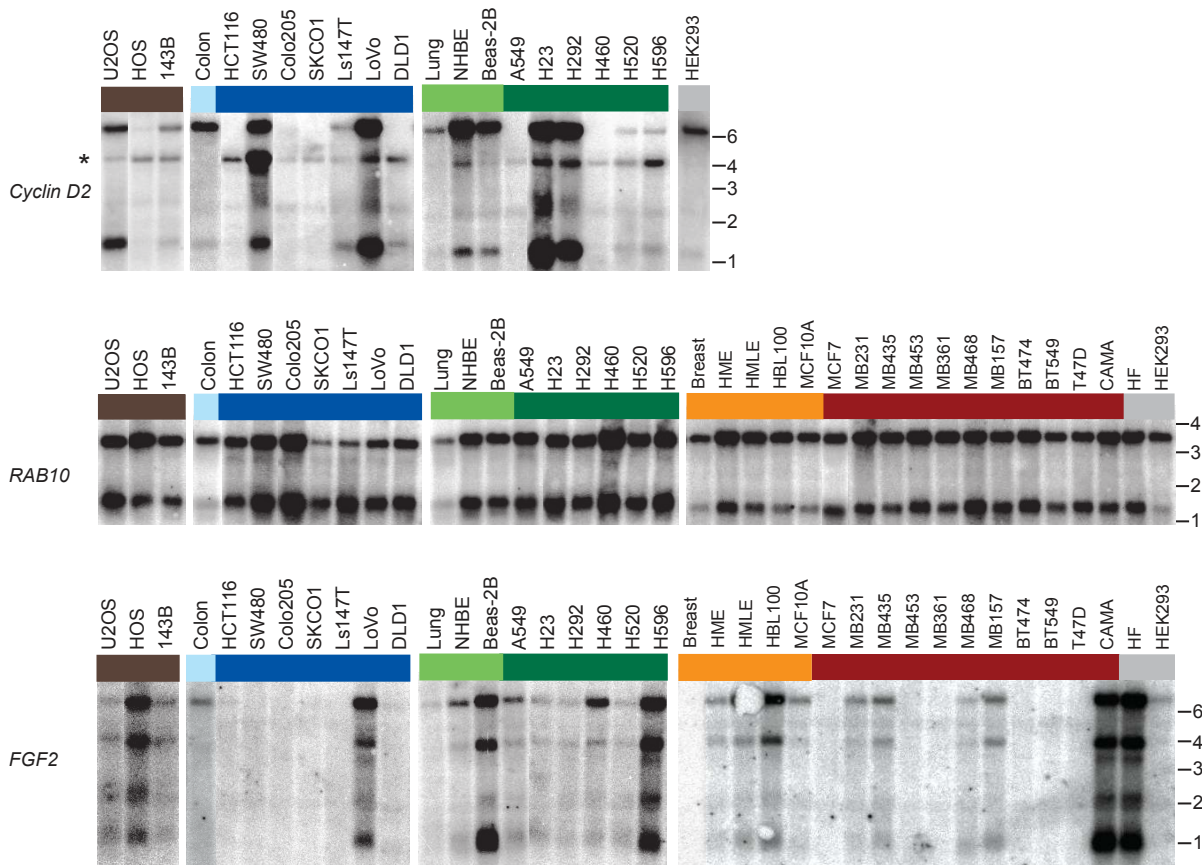 U2OS HOS 143B Colon HCT116 SW480 Colo205 SKCO1 Ls147T LoVo DLD1 Lung NHBE Beas-2B A549 H23 H292 H460 H520 H596 HEK293
–6
*
–4
Cyclin D2
–3
–2
–1
U2OS HOS 143B Colon HCT116 SW480 Colo205 SKCO1 Ls147T LoVo DLD1 Lung NHBE Beas-2B A549 H23 H292 H460 H520 H596 Breast HME HMLE HBL100 MCF10A MCF7 MB231 MB435 MB453 MB361 MB468 MB157 BT474 BT549 T47D CAMA HF HEK293
–4
–3
RAB10
–2
–1
U2OS HOS 143B Colon HCT116 SW480 Colo205 SKCO1 Ls147T LoVo DLD1 Lung NHBE Beas-2B A549 H23 H292 H460 H520 H596 Breast HME HMLE HBL100 MCF10A MCF7 MB231 MB435 MB453 MB361 MB468 MB157 BT474 BT549 T47D CAMA HF HEK293
–6
–4
FGF2
–3
–2
–1